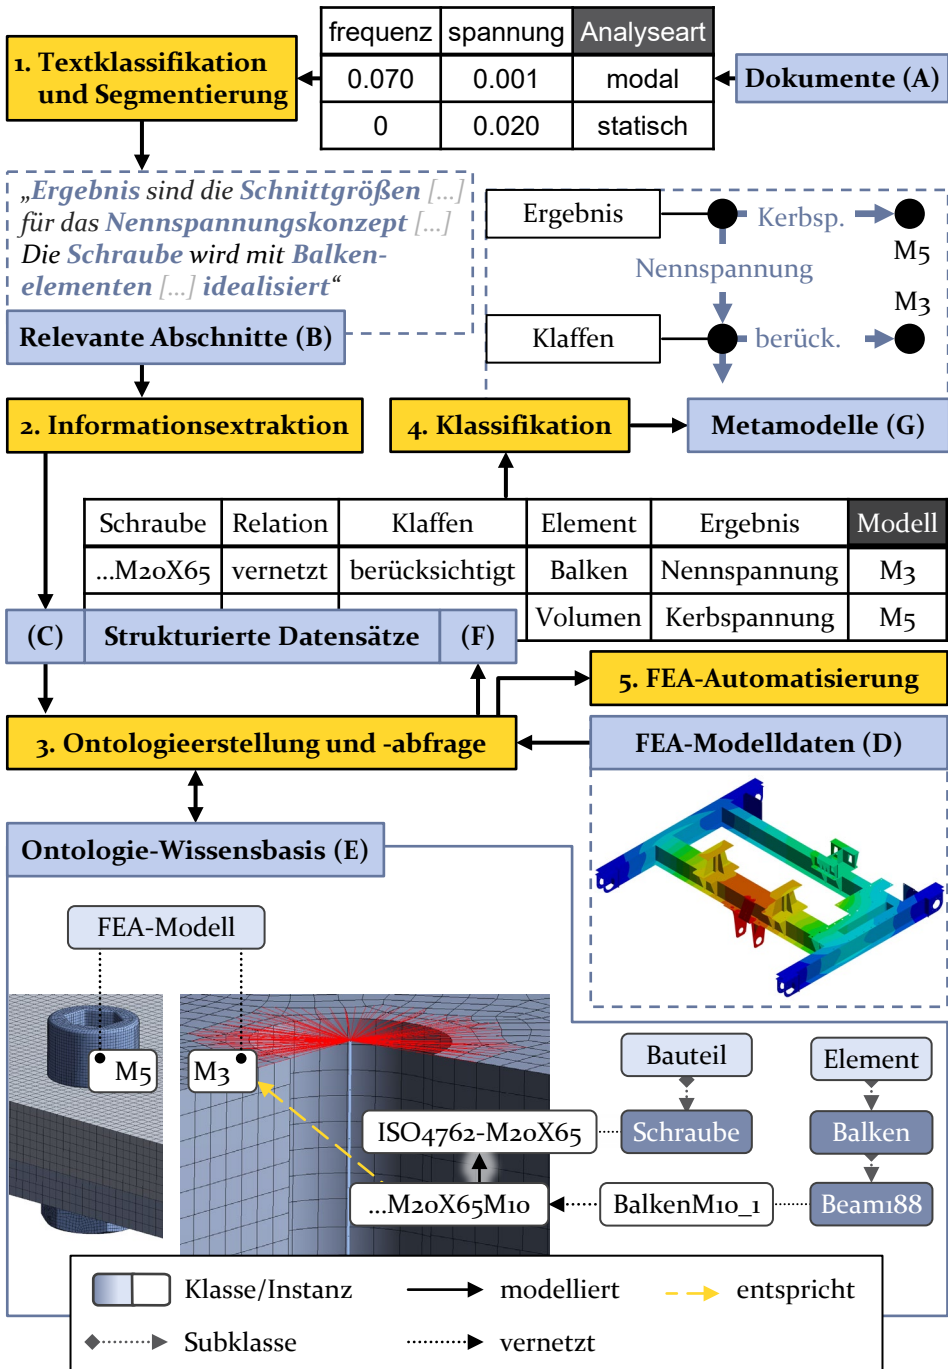 frequenz spannung Analyseart
0.070 0.001 modal
0 0.020 statisch
1. Textklassifikation
und Segmentierung
Dokumente (A)
„Ergebnis sind die Schnittgrößen [...]
für das Nennspannungskonzept [...]
Die Schraube wird mit Balken-
elementen [...] idealisiert“
Relevante Abschnitte (B)
Ergebnis
Kerbsp.
M5
Nennspannung
M3
Klaffen
berück.
2. Informationsextraktion
4. Klassifikation
Metamodelle (G)
Schraube Relation Klaffen Element Ergebnis Modell
...M20X65 vernetzt berücksichtigt Balken Nennspannung M3
Volumen Kerbspannung M5
(C) Strukturierte Datensätze (F)
5. FEA-Automatisierung
3. Ontologieerstellung und -abfrage
FEA-Modelldaten (D)
Ontologie-Wissensbasis (E)
FEA-Modell
M5
M3
Bauteil
Element
ISO4762-M20X65
Schraube
Balken
...M20X65M10
BalkenM10_1
Beam188
Klasse/Instanz
modelliert
entspricht
Subklasse
vernetzt